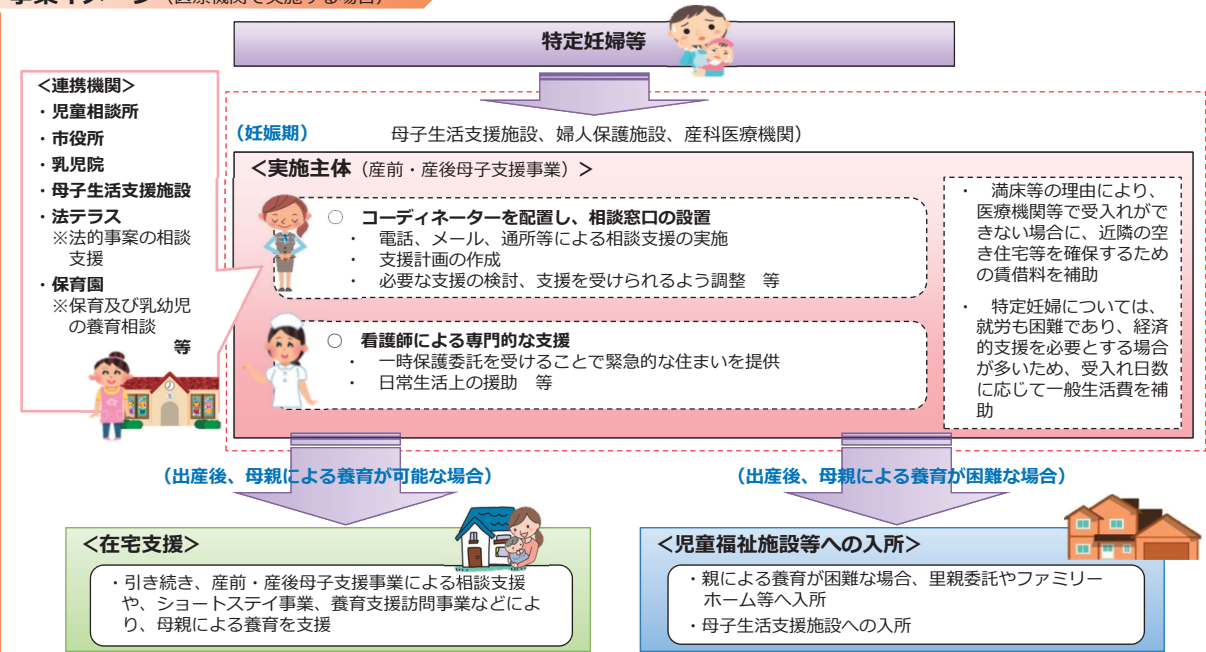 事業イメージ（医療機関で実施する場合）
特定妊婦等
＜連携機関＞
・児童相談所
・市役所
・乳児院
・母子生活支援施設
・法テラス
※法的事案の相談
支援
・保育園
※保育及び乳幼児
の養育相談
等
（妊娠期）　母子生活支援施設、婦人保護施設、産科医療機関）
＜実施主体（産前・産後母子支援事業）＞
○　コーディネーターを配置し、相談窓口の設置
・　電話、メール、通所等による相談支援の実施
・　支援計画の作成
・　必要な支援の検討、支援を受けられるよう調整　等
○　看護師による専門的な支援
・　一時保護委託を受けることで緊急的な住まいを提供
・　日常生活上の援助　等
・　満床等の理由により、
医療機関等で受入れがで
きない場合に、近隣の空
き住宅等を確保するため
の賃借料を補助
・　特定妊婦については、
就労も困難であり、経済
的支援を必要とする場合
が多いため、受入れ日数
に応じて一般生活費を補
助
（出産後、母親による養育が可能な場合）
＜在宅支援＞
・引き続き、産前・産後母子支援事業による相談支援
や、ショートステイ事業、養育支援訪問事業などによ
り、母親による養育を支援
（出産後、母親による養育が困難な場合）
＜児童福祉施設等への入所＞
・親による養育が困難な場合、里親委託やファミリー
ホーム等へ入所
・母子生活支援施設への入所